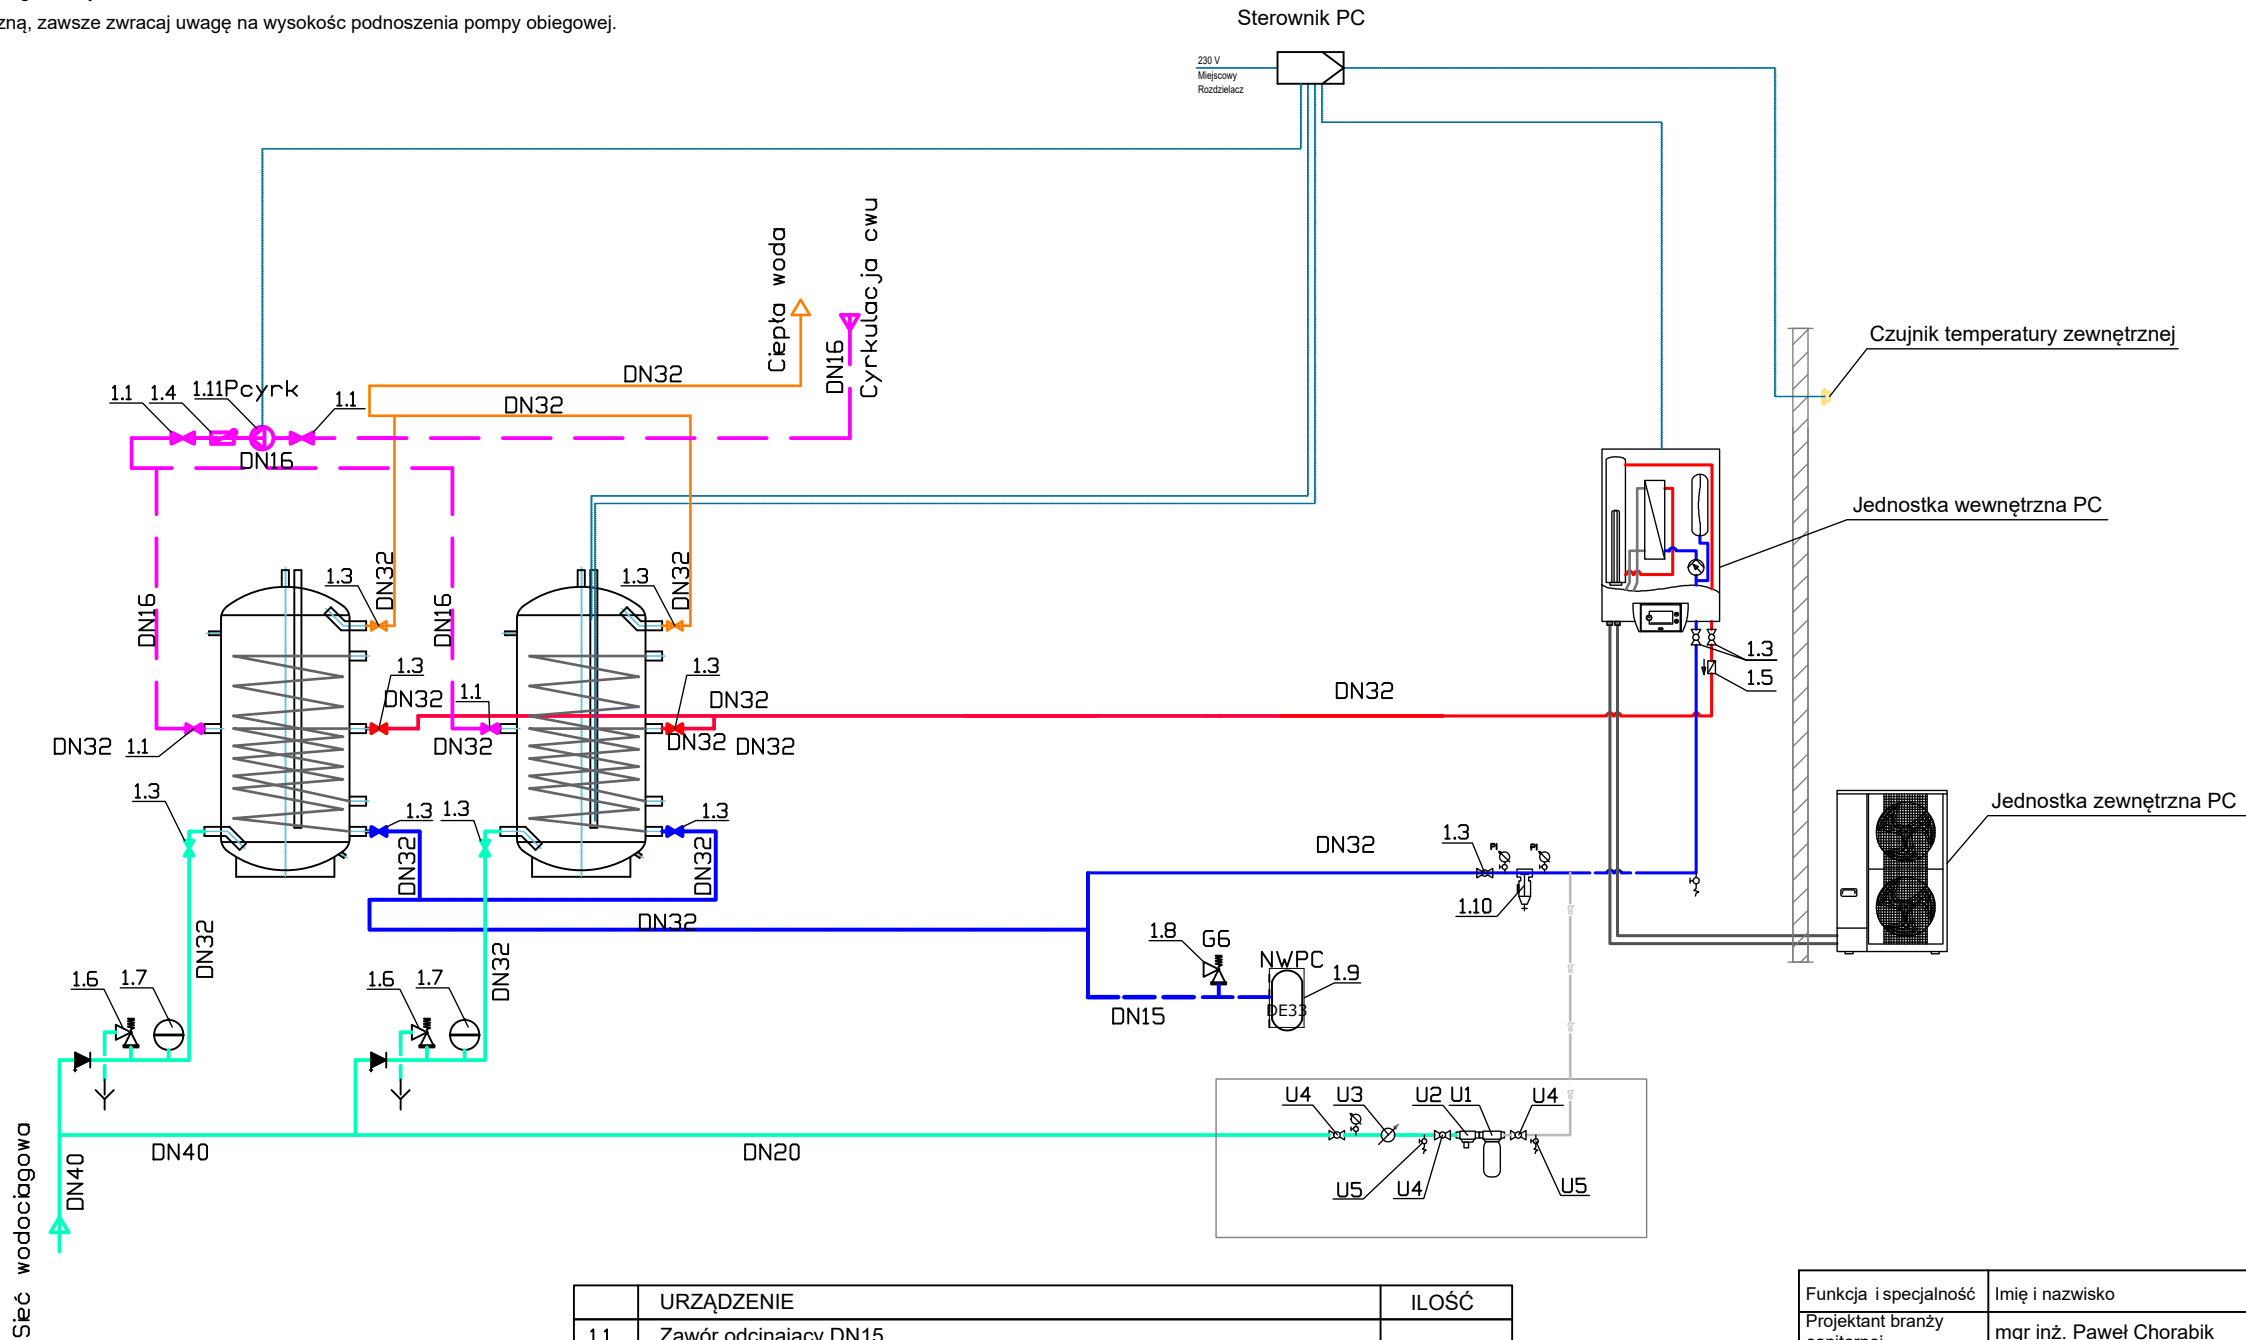 zną, zawsze zwracaj uwagę na wysokośc podnoszenia pompy obiegowej.
Sterownik PC
230 V
Miejscowy
Rozdzielacz
Ciepła woda
Cyrkulacja cwu
DN16
Czujnik temperatury zewnętrznej
DN32
DN32
1.1
1.4
1.11Pcyrk
1.1
DN16
Jednostka wewnętrzna PC
DN16
1.3
DN32
DN16
1.3
DN32
1.3
1.5
1.3
DN32
1.1
1.3
DN32
DN32
DN32
1.1
DN32
DN32
DN32
1.3
1.3
1.3
1.3
Jednostka zewnętrzna PC
DN32
DN32
DN32
1.3
PI
PI
1.10
DN32
DN32
DN32
1.8
G6
NWPC
1.9
DE33
DN15
1.6
1.7
1.6
1.7
U4
U3
U2
U1
U4
U5
U4
U5
DN40
DN20
DN40
Sieć wodociągowa
URZĄDZENIE
ILOŚĆ
1.1
Zawór odcinający DN15
Funkcja i specjalność
Imię i nazwisko
Projektant branży
sanitarnej
mgr inż. Paweł Chorabik